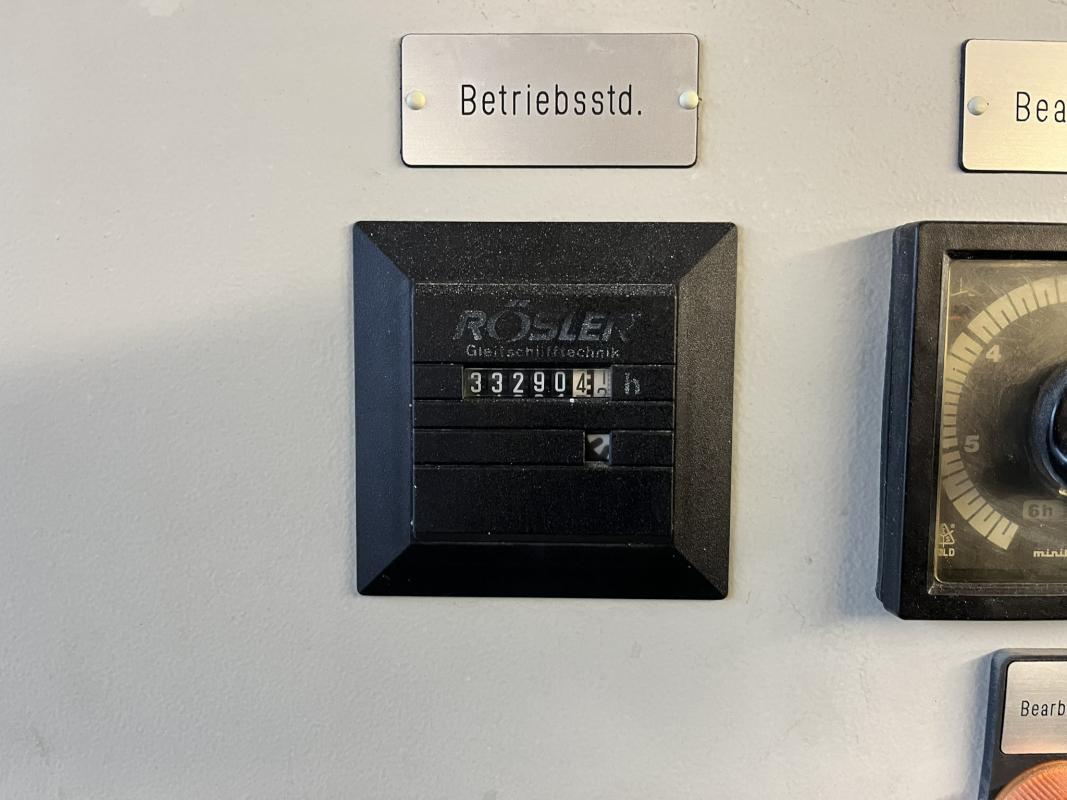 Betriebsstd.
Bea
RÖSLER
Gleitschlifftechnik
332904 h
4
5
6h
Bearb